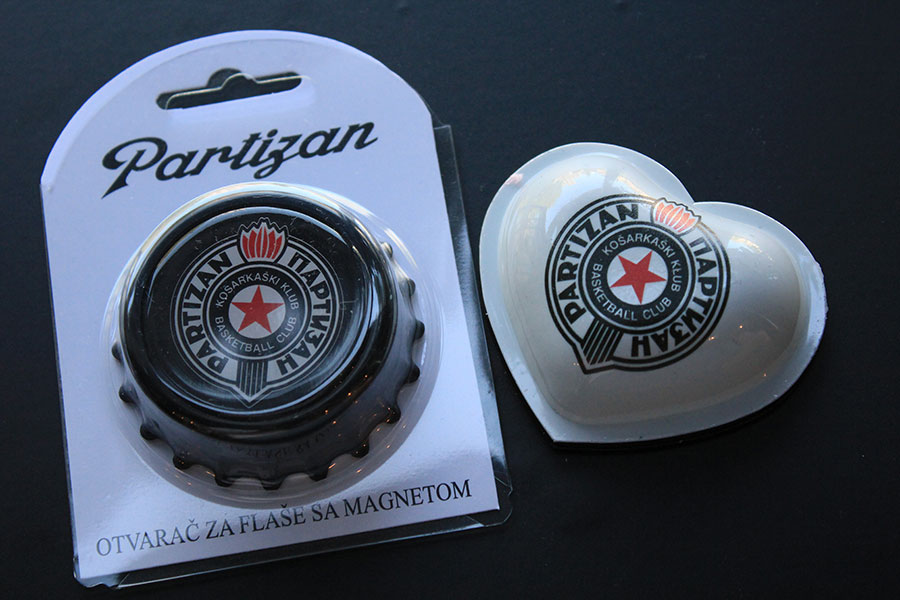 Partizan
PARTIZAN ПАРТИЗАН
KOŠARKAŠKI KLUB
BASKETBALL CLUB
OTVARAČ ZA FLAŠE SA MAGNETOM
PARTIZAN ПАРТИЗАН
KOŠARKAŠKI KLUB
BASKETBALL CLUB